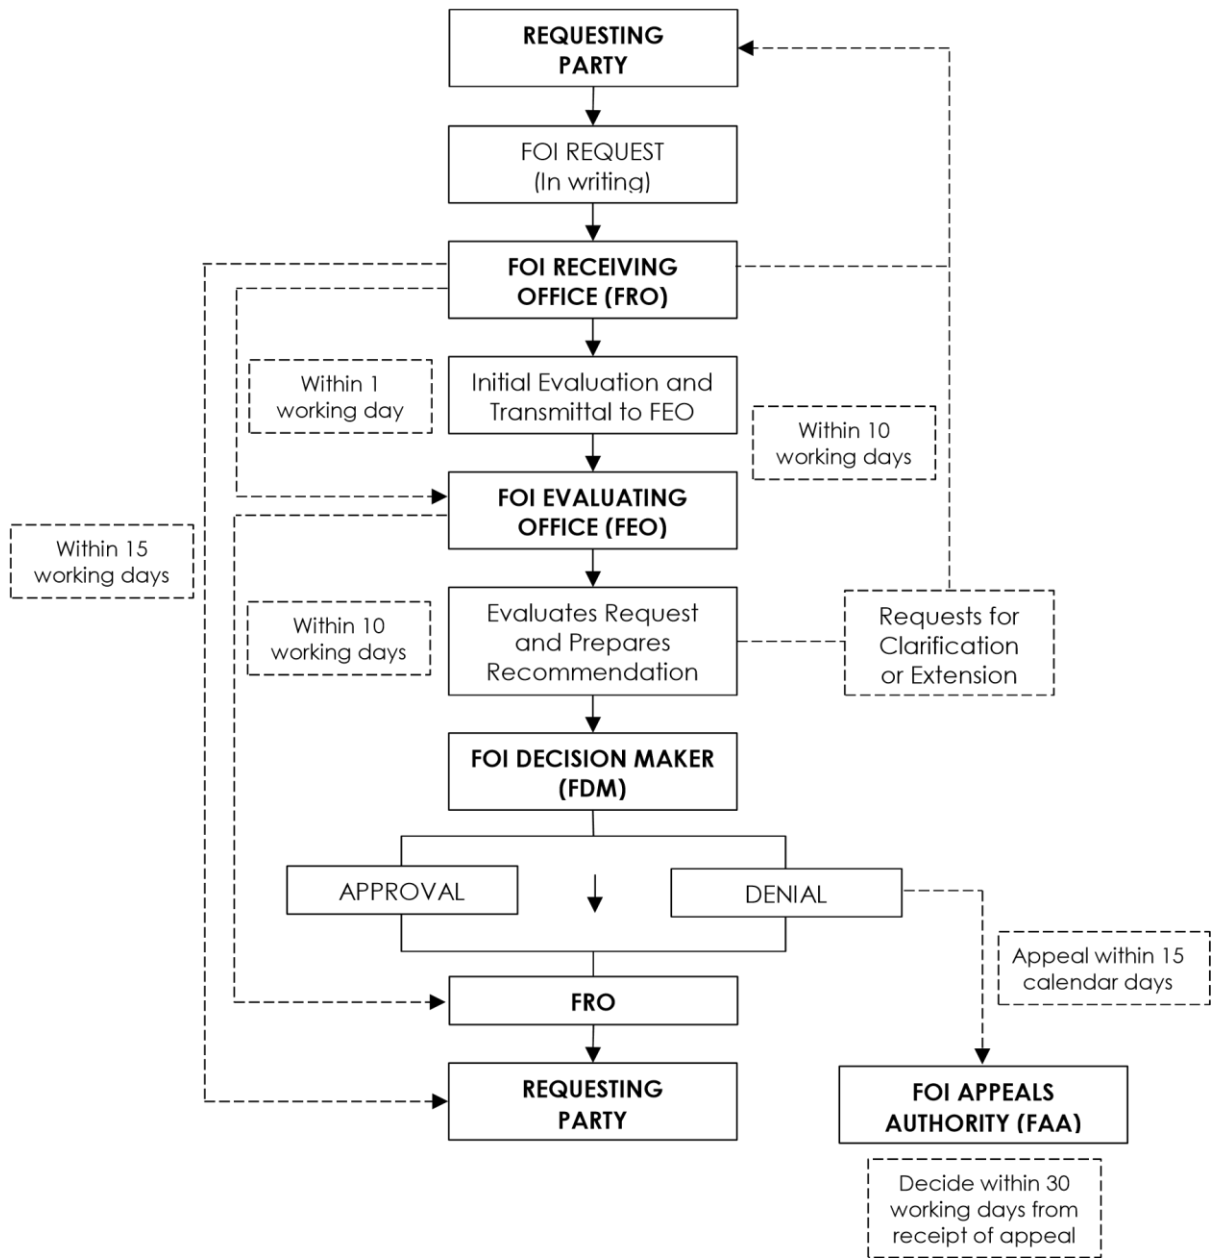 REQUESTING
PARTY
FOI REQUEST
(In writing)
FOI RECEIVING
OFFICE (FRO)
Within 1
working day
Initial Evaluation and
Transmittal to FEO
Within 10
working days
FOI EVALUATING
OFFICE (FEO)
Within 15
working days
Within 10
working days
Evaluates Request
and Prepares
Recommendation
Requests for
Clarification
or Extension
FOI DECISION MAKER
(FDM)
APPROVAL
DENIAL
Appeal within 15
calendar days
FRO
REQUESTING
PARTY
FOI APPEALS
AUTHORITY (FAA)
Decide within 30
working days from
receipt of appeal